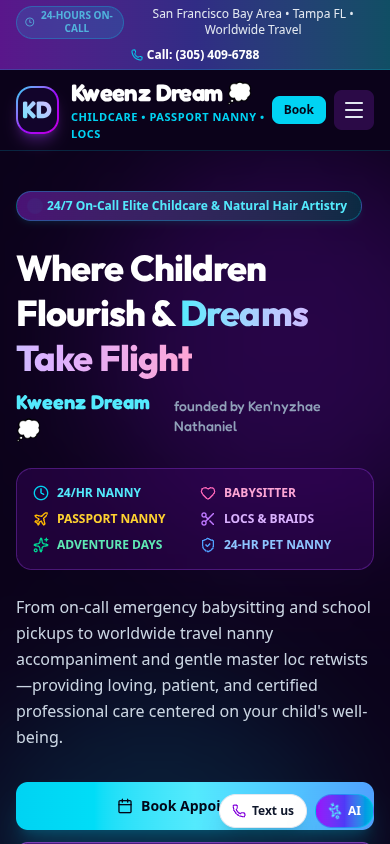 24-HOURS ON-
CALL
San Francisco Bay Area • Tampa FL •
Worldwide Travel
Call: (305) 409-6788
KD
Kweenz Dream 💭
CHILDCARE • PASSPORT NANNY •
LOCS
Book
24/7 On-Call Elite Childcare & Natural Hair Artistry
Where Children
Flourish & Dreams
Take Flight
Kweenz Dream
💭
founded by Ken'nyzhae
Nathaniel
24/HR NANNY
BABYSITTER
PASSPORT NANNY
LOCS & BRAIDS
ADVENTURE DAYS
24-HR PET NANNY
From on-call emergency babysitting and school
pickups to worldwide travel nanny
accompaniment and gentle master loc retwists
—providing loving, patient, and certified
professional care centered on your child's well-
being.
Book Appoi
Text us
AI